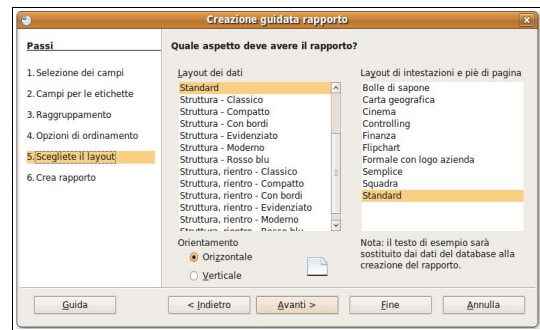 Creazione guidata rapporto
Passi
1. Selezione dei campi
2. Campi per le etichette
3. Raggruppamento
4. Opzioni di ordinamento
5. Scegliete il layout
6. Crea rapporto
Quale aspetto deve avere il rapporto?
Layout dei dati
Standard
Struttura - Classico
Struttura - Compatto
Struttura - Con bordi
Struttura - Evidenziato
Struttura - Moderno
Struttura - Rosso blu
Struttura, rientro - Classico
Struttura, rientro - Compatto
Struttura, rientro - Con bordi
Struttura, rientro - Evidenziato
Struttura, rientro - Moderno
Struttura, rientro - Rosso blu
Layout di intestazioni e piè di pagina
Bolle di sapone
Carta geografica
Cinema
Controlling
Finanza
Flipchart
Formale con logo azienda
Semplice
Squadra
Standard
Orientamento
Orizzontale
Verticale
Nota: il testo di esempio sarà
sostituito dai dati del database alla
creazione del rapporto.
Guida
< Indietro
Avanti >
Fine
Annulla